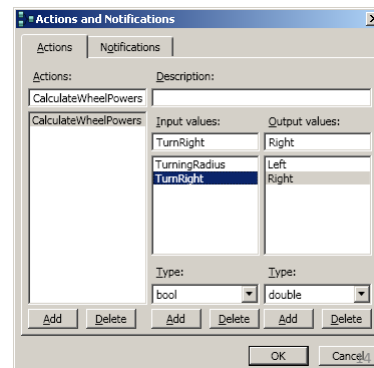 Actions and Notifications
Actions Notifications
Actions: Description:
CalculateWheelPowers
CalculateWheelPowers Input values: Output values:
TurnRight Right
TurningRadius Left
TurnRight Right
Type: Type:
bool double
Add Delete Add Delete Add Delete
OK Cancel
14